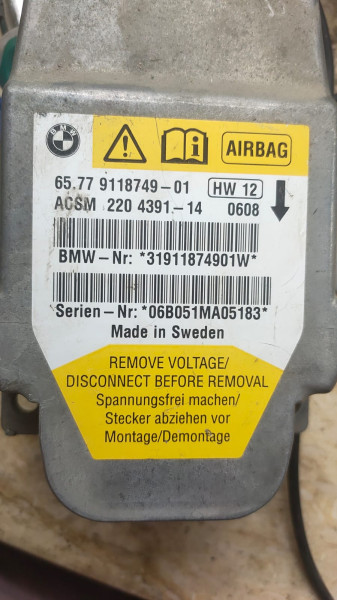 BMW
AIRBAG
65.77 9118749-01 HW 12
ACSM 220 4391.-14 0608
BMW-Nr: *31911874901W*
Serien-Nr: *06B051MA05183*
Made in Sweden
REMOVE VOLTAGE/
DISCONNECT BEFORE REMOVAL
Spannungsfrei machen/
Stecker abziehen vor
Montage/Demontage